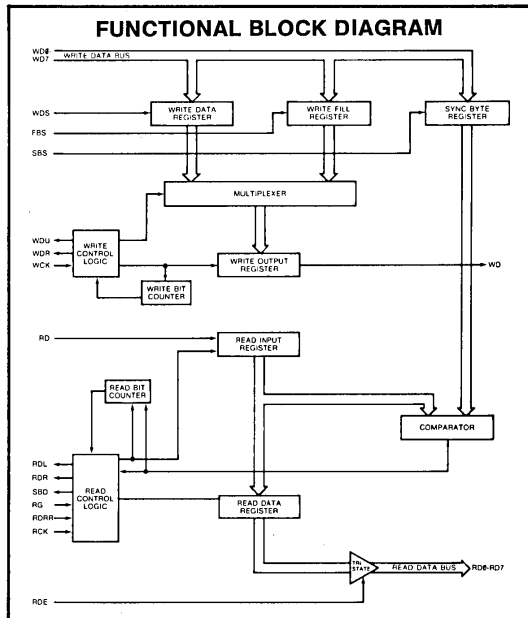 FUNCTIONAL BLOCK DIAGRAM
WD0-
WD7
WRITE DATA BUS
WDS
WRITE DATA
REGISTER
WRITE FILL
REGISTER
SYNC BYTE
REGISTER
FBS
SBS
MULTIPLEXER
WDU
WDR
WCK
WRITE
CONTROL
LOGIC
WRITE OUTPUT
REGISTER
WD
WRITE BIT
COUNTER
RD
READ INPUT
REGISTER
READ BIT
COUNTER
COMPARATOR
RDL
RDR
SBD
RG
RDRR
RCK
READ
CONTROL
LOGIC
READ DATA
REGISTER
TRI
STATE
READ DATA BUS
RD0-RD7
RDE